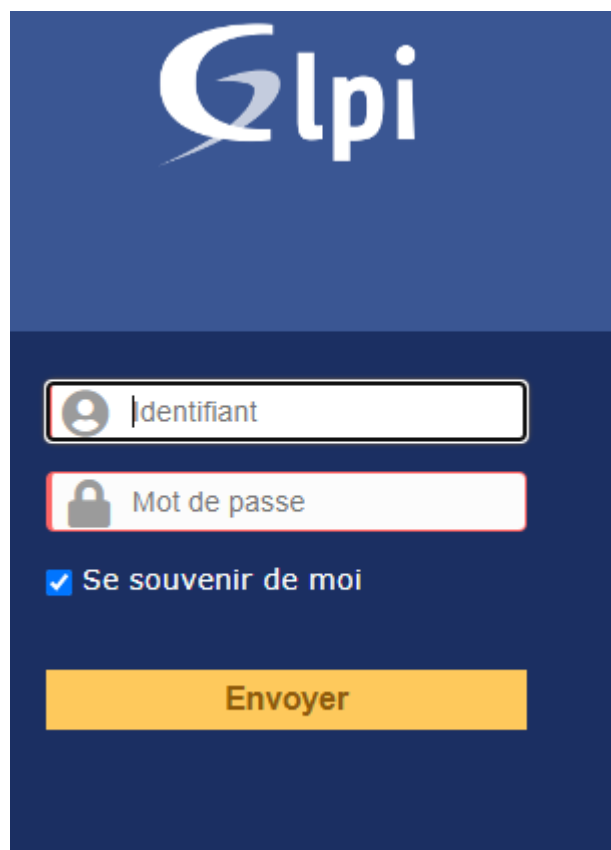 Glpi
Identifiant
Mot de passe
Se souvenir de moi
Envoyer